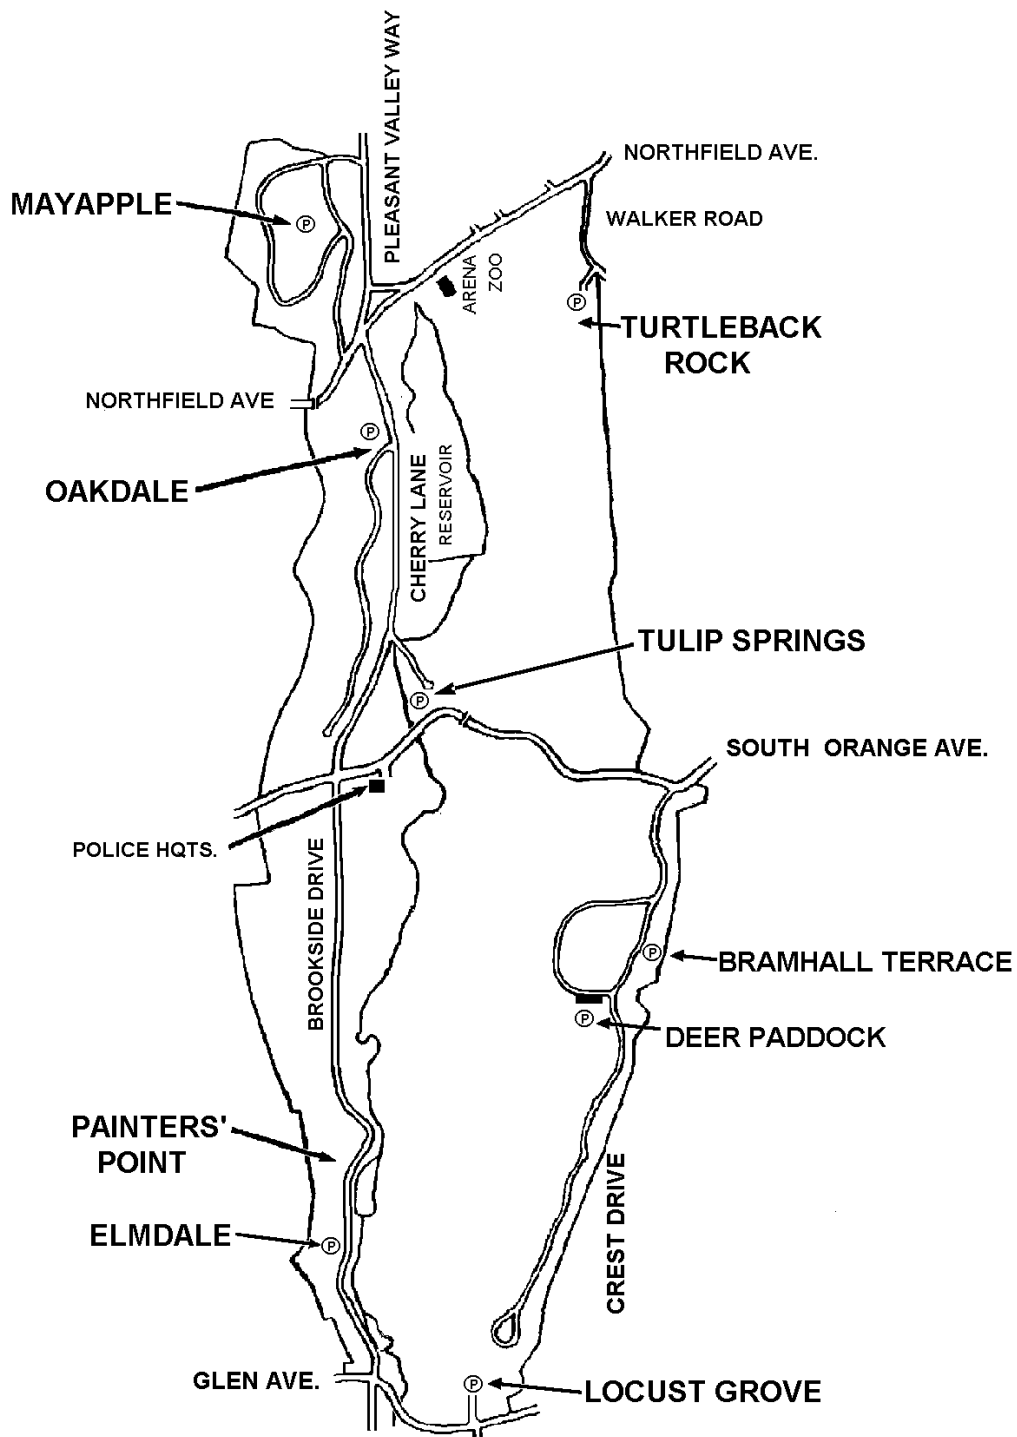 PLEASANT VALLEY WAY
NORTHFIELD AVE.
MAYAPPLE
P
WALKER ROAD
ARENA
ZOO
P
TURTLEBACK
ROCK
NORTHFIELD AVE
P
OAKDALE
CHERRY LANE
RESERVOIR
TULIP SPRINGS
P
SOUTH ORANGE AVE.
POLICE HQTS.
BROOKSIDE DRIVE
P
BRAMHALL TERRACE
P
DEER PADDOCK
PAINTERS'
POINT
CREST DRIVE
ELMDALE
P
GLEN AVE.
P
LOCUST GROVE